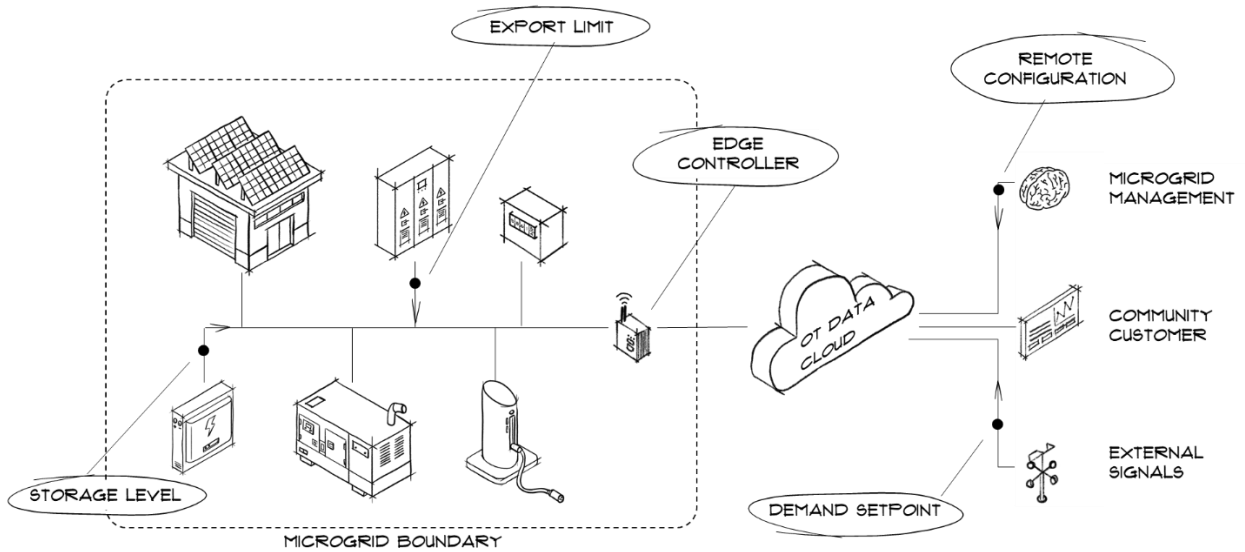 EXPORT LIMIT
REMOTE
CONFIGURATION
EDGE
CONTROLLER
MICROGRID
MANAGEMENT
OT DATA
CLOUD
COMMUNITY
CUSTOMER
EXTERNAL
SIGNALS
STORAGE LEVEL
DEMAND SETPOINT
MICROGRID BOUNDARY